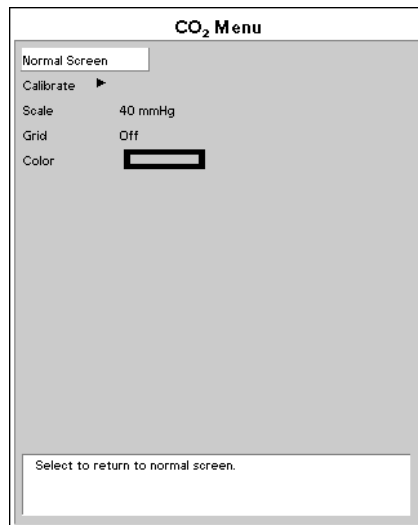 CO₂ Menu
Normal Screen
Calibrate ►
Scale 40 mmHg
Grid Off
Color
Select to return to normal screen.